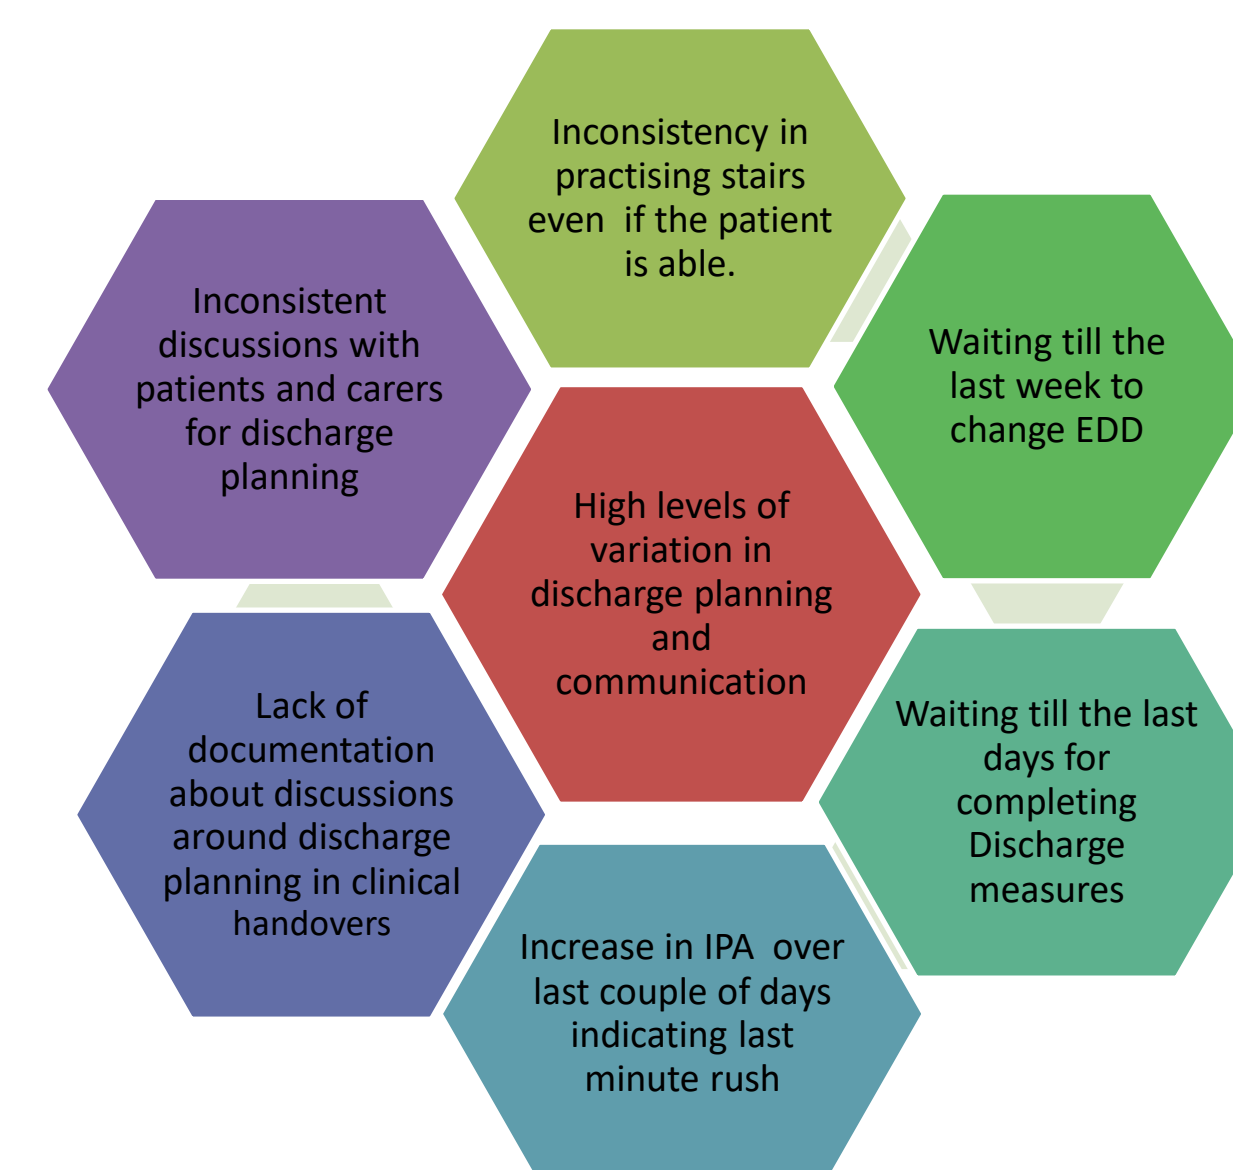 Inconsistency in
practising stairs
even  if the patient
is able.
Inconsistent
discussions with
patients and carers
for discharge
planning
Waiting till the
last week to
change EDD
High levels of
variation in
discharge planning
and
communication
Lack of
documentation
about discussions
around discharge
planning in clinical
handovers
Waiting till the last
days for
completing
Discharge
measures
Increase in IPA  over
last couple of days
indicating last
minute rush